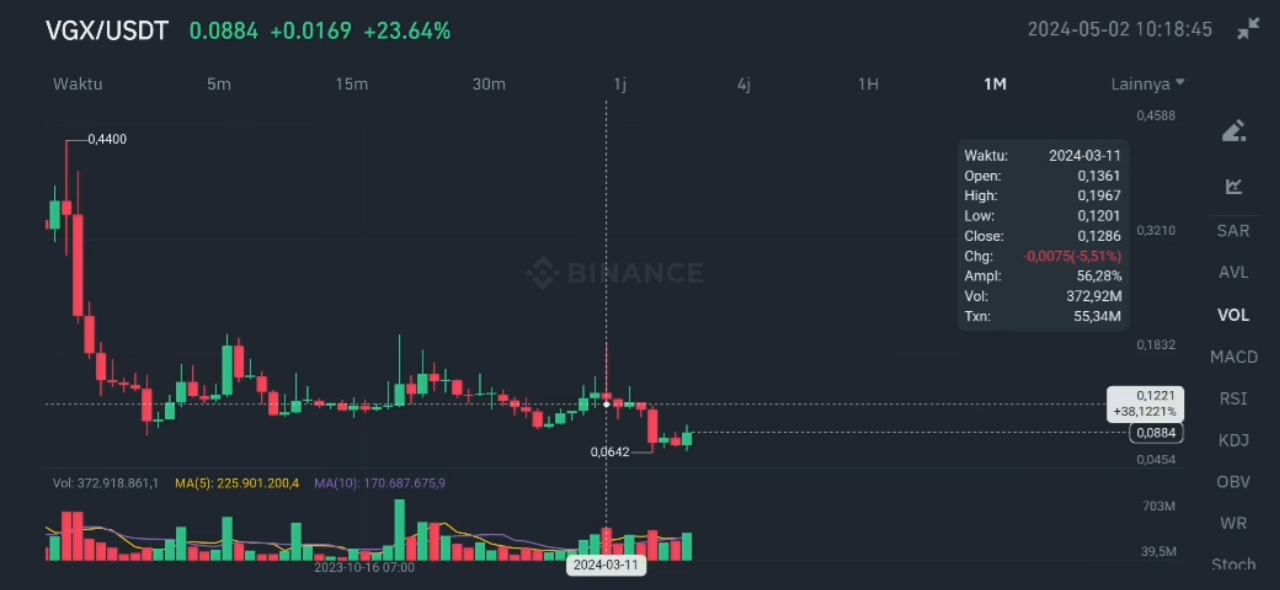 VGX/USDT 0.0884 +0.0169 +23.64% 2024-05-02 10:18:45
Waktu 5m 15m 30m 1j 4j 1H 1M Lainnya
0,4588
0,4400
Waktu: 2024-03-11
Open: 0,1361
High: 0,1967
Low: 0,1201
Close: 0,1286
Chg: -0,0075(-5,51%)
Ampl: 56,28%
Vol: 372,92M
Txn: 55,34M
0,3210
BINANCE
0,1832
0,1221
+38,1221%
0,0884
0,0642
0,0454
Vol: 372.918.861,1 MA(5): 225.901.200,4 MA(10): 170.687.675,9
703M
39,5M
2023-10-16 07:00
2024-03-11
SAR
AVL
VOL
MACD
RSI
KDJ
OBV
WR
Stoch